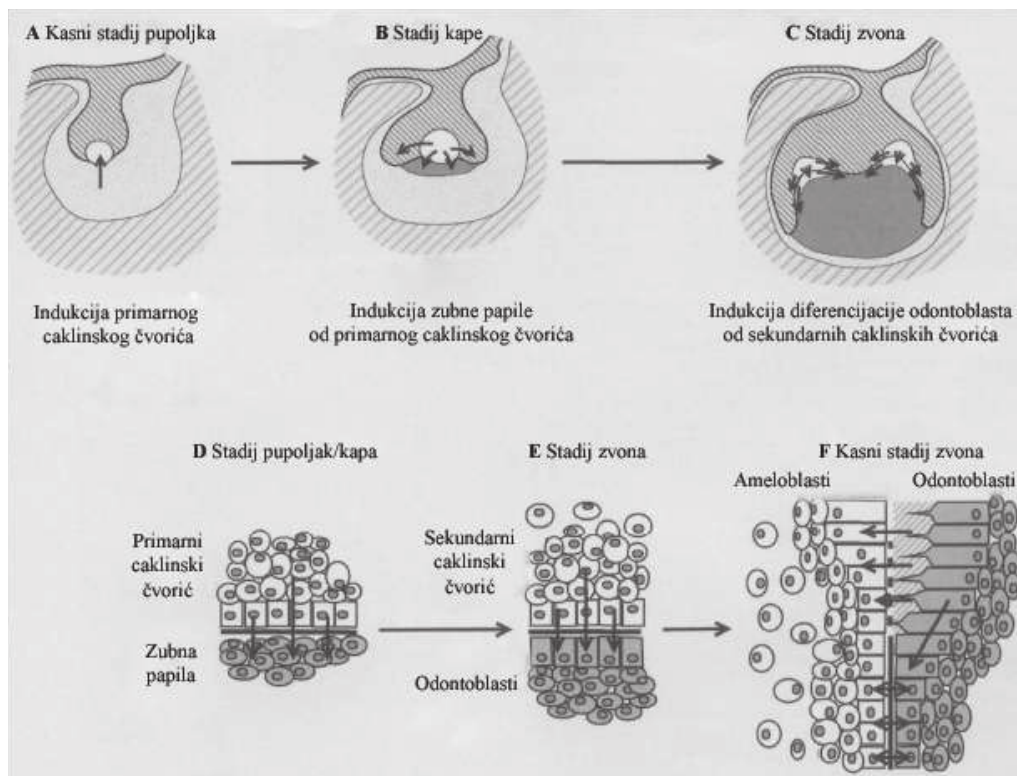 A Kasni stadij pupoljka
B Stadij kape
C Stadij zvona
Indukcija primarnog
caklinskog čvorića
Indukcija zubne papile
od primarnog caklinskog čvorića
Indukcija diferencijacije odontoblasta
od sekundarnih caklinskih čvorića
D Stadij pupoljak/kapa
E Stadij zvona
F Kasni stadij zvona
Primarni
caklinski
čvorić
Zubna
papila
Sekundarni
caklinski
čvorić
Odontoblasti
Ameloblasti
Odontoblasti